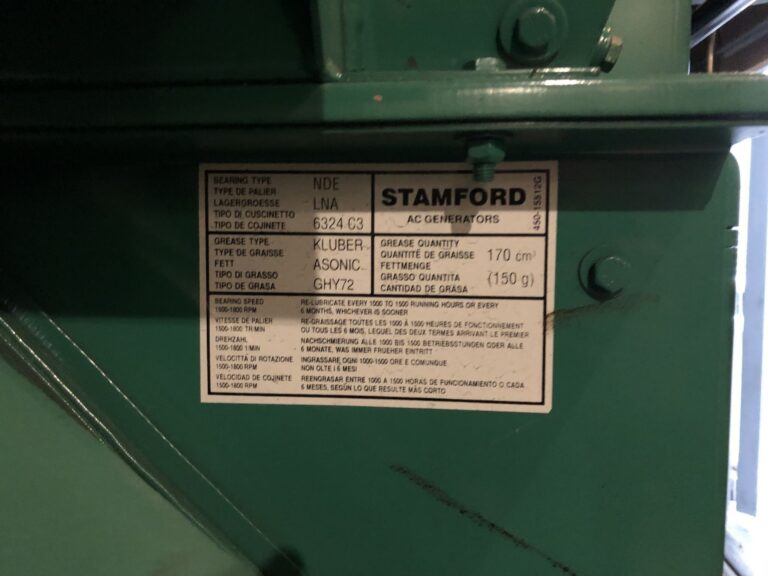 BEARING TYPE NDE
TYPE DE PALIER
LAGERGROESSE LNA
TIPO DI CUSCINETTO
TIPO DE COJINETE 6324 C3
STAMFORD
AC GENERATORS
450-15512G
GREASE TYPE KLUBER
TYPE DE GRAISSE
FETT ASONIC
TIPO DI GRASSO
TIPO DE GRASA GHY72
GREASE QUANTITY
QUANTITÉ DE GRAISSE 170 cm³
FETTMENGE
GRASSO QUANTITA (150 g)
CANTIDAD DE GRASA
BEARING SPEED RE-LUBRICATE EVERY 1000 TO 1500 RUNNING HOURS OR EVERY
1500-1800 RPM 6 MONTHS, WHICHEVER IS SOONER
VITESSE DE PALIER RE-GRAISSAGE TOUTES LES 1000 À 1500 HEURES DE FONCTIONNEMENT
1500-1800 TR/MIN OU TOUS LES 6 MOIS, LEQUEL DES DEUX TERMES ARRIVANT LE PREMIER
DREHZAHL NACHSCHMIERUNG ALLE 1000 BIS 1500 BETRIEBSSTUNDEN ODER ALLE
1500-1800 1/MIN 6 MONATE, WAS IMMER FRUEHER EINTRITT
VELOCITTÀ DI ROTAZIONE INGRASSARE OGNI 1000-1500 ORE E COMUNQUE
1500-1800 RPM NON OLTE I 6 MESI
VELOCIDAD DE COJINETE REENGRASAR ENTRE 1000 A 1500 HORAS DE FUNCIONAMIENTO O CADA
1500-1800 RPM 6 MESES, SEGÚN LO QUE RESULTE MÁS CORTO